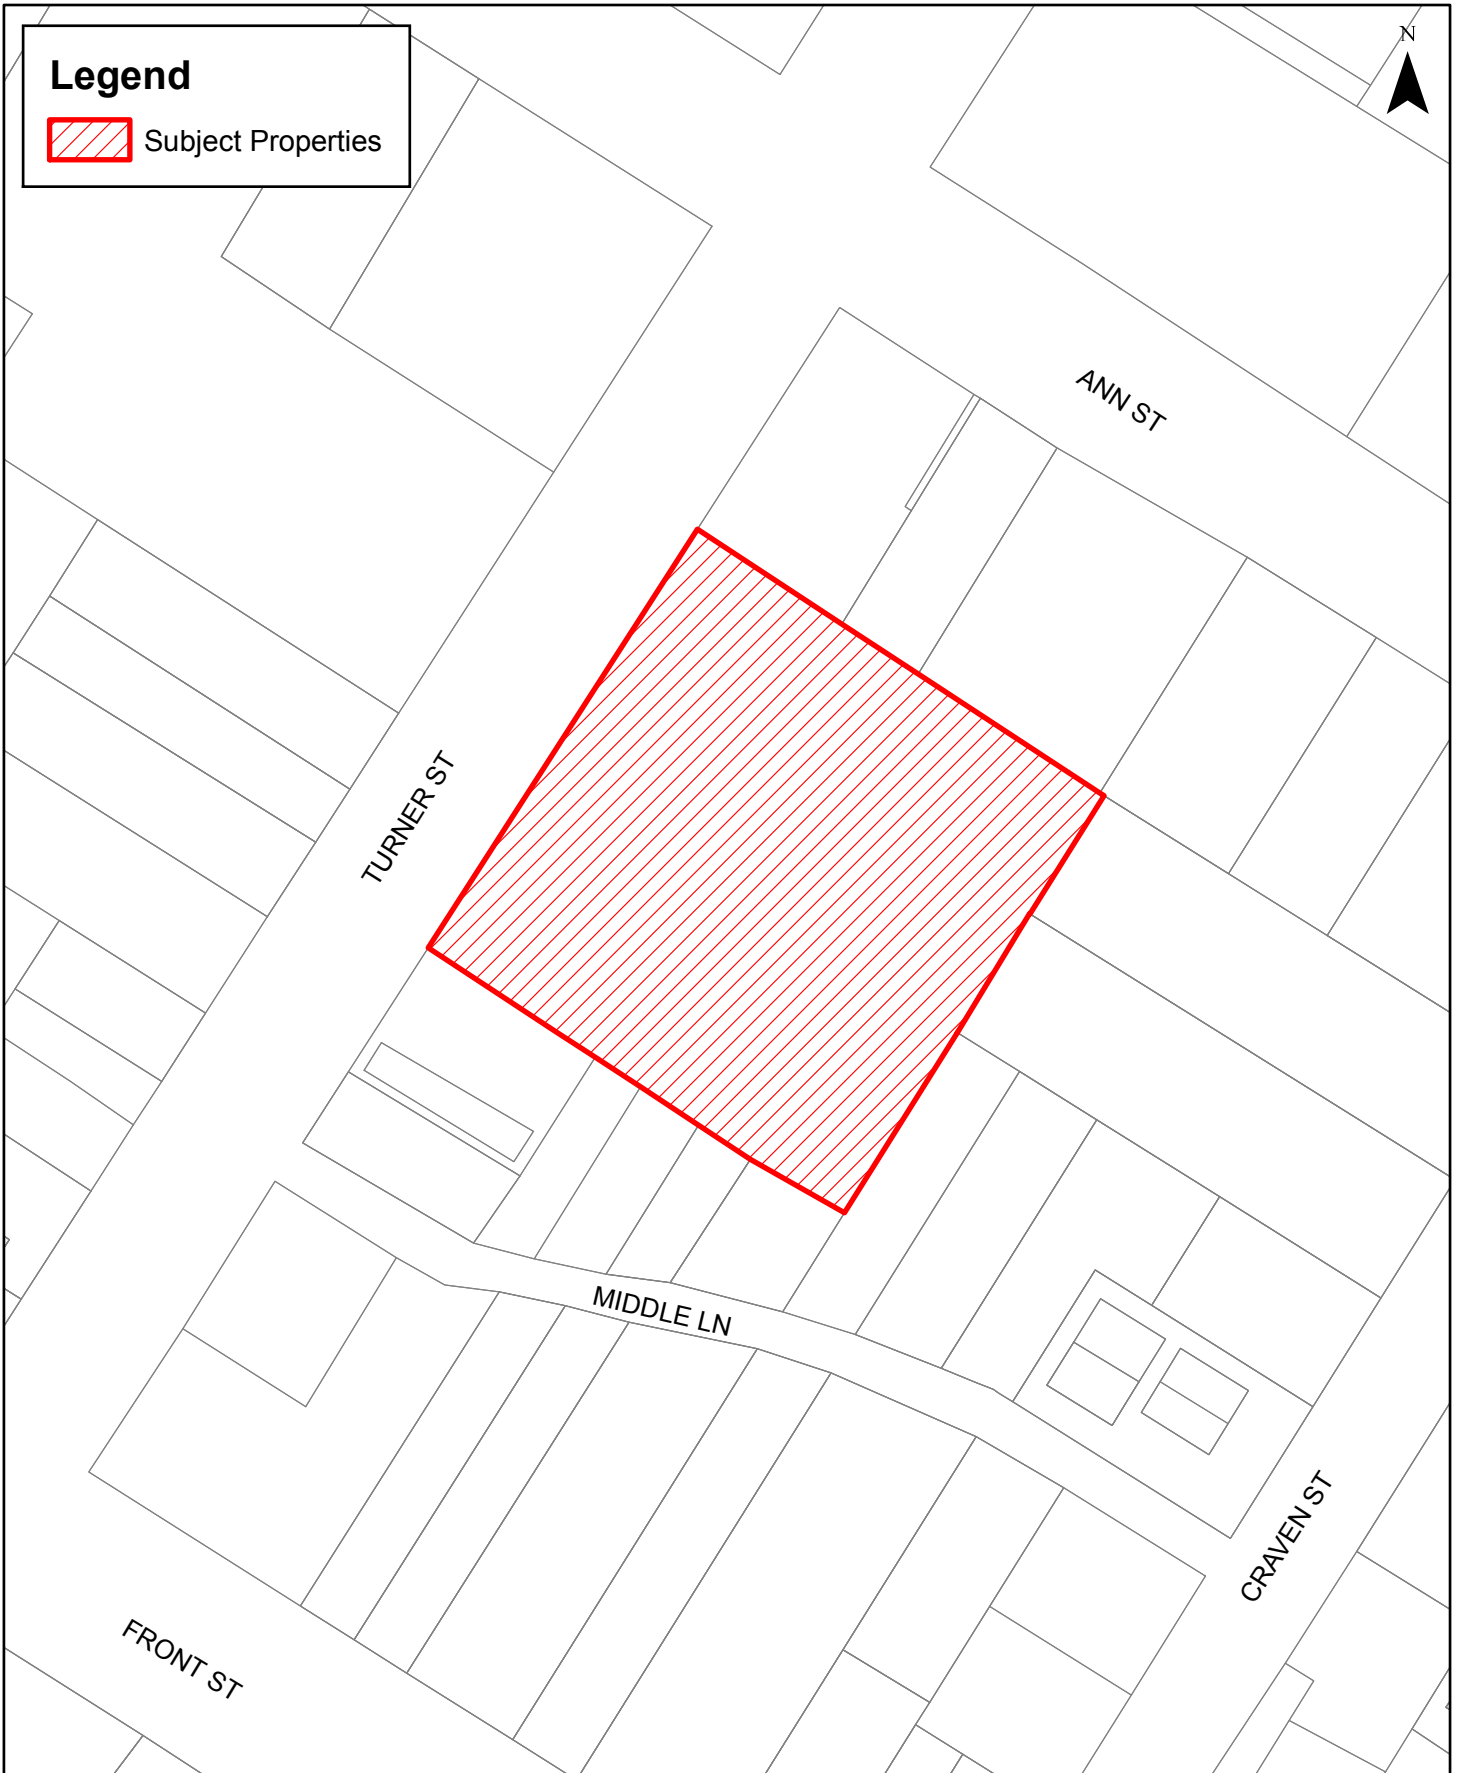 Legend
Subject Properties
N
ANN ST
TURNER ST
MIDDLE LN
CRAVEN ST
FRONT ST